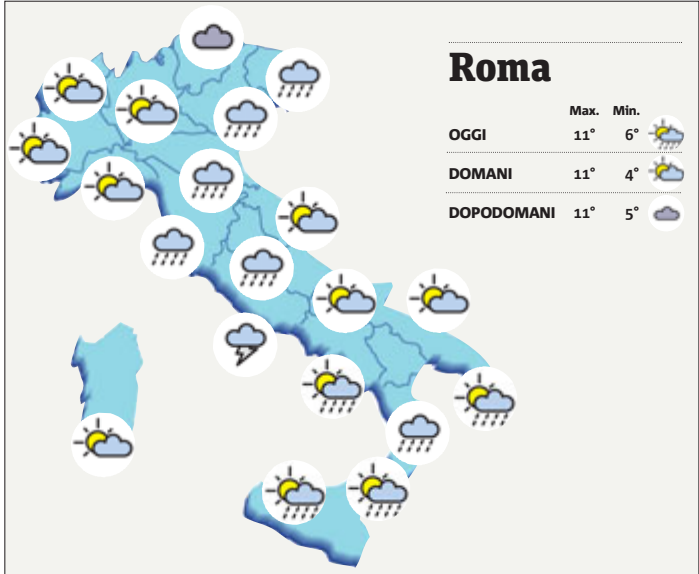 Roma
Max. Min.
OGGI 11° 6°
DOMANI 11° 4°
DOPODOMANI 11° 5°